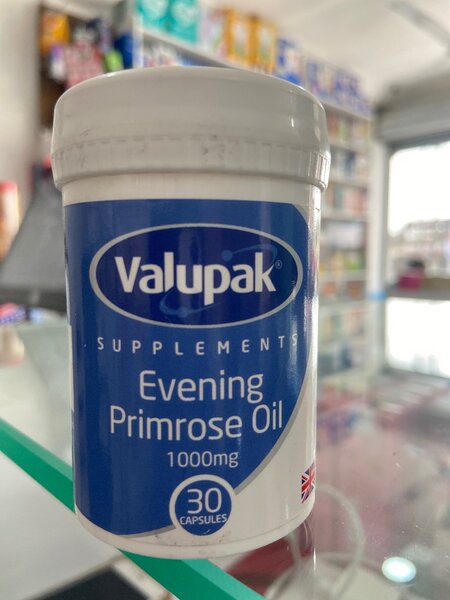 Valupak®
SUPPLEMENTS
Evening
Primrose Oil
1000mg
30
CAPSULES